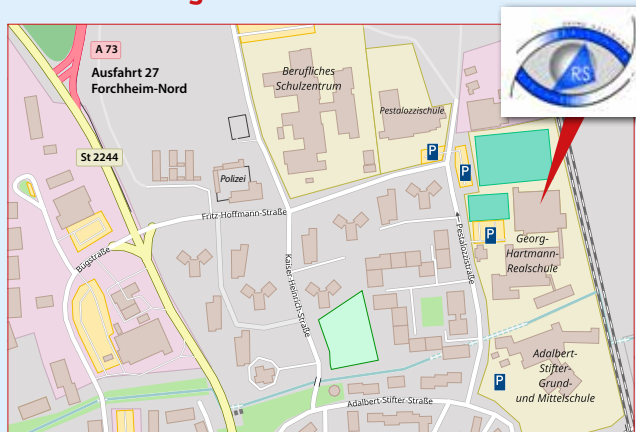 A 73
Ausfahrt 27
Forchheim-Nord
St 2244
Berufliches
Schulzentrum
Pestalozzischule
P
P
Polizei
Fritz-Hoffmann-Straße
Bügstraße
Kaiser-Heinrich-Straße
Pestalozzistraße
P
Georg-
Hartmann-
Realschule
RS
Adalbert-
Stifter-
Grund-
und Mittelschule
P
Adalbert-Stifter-Straße